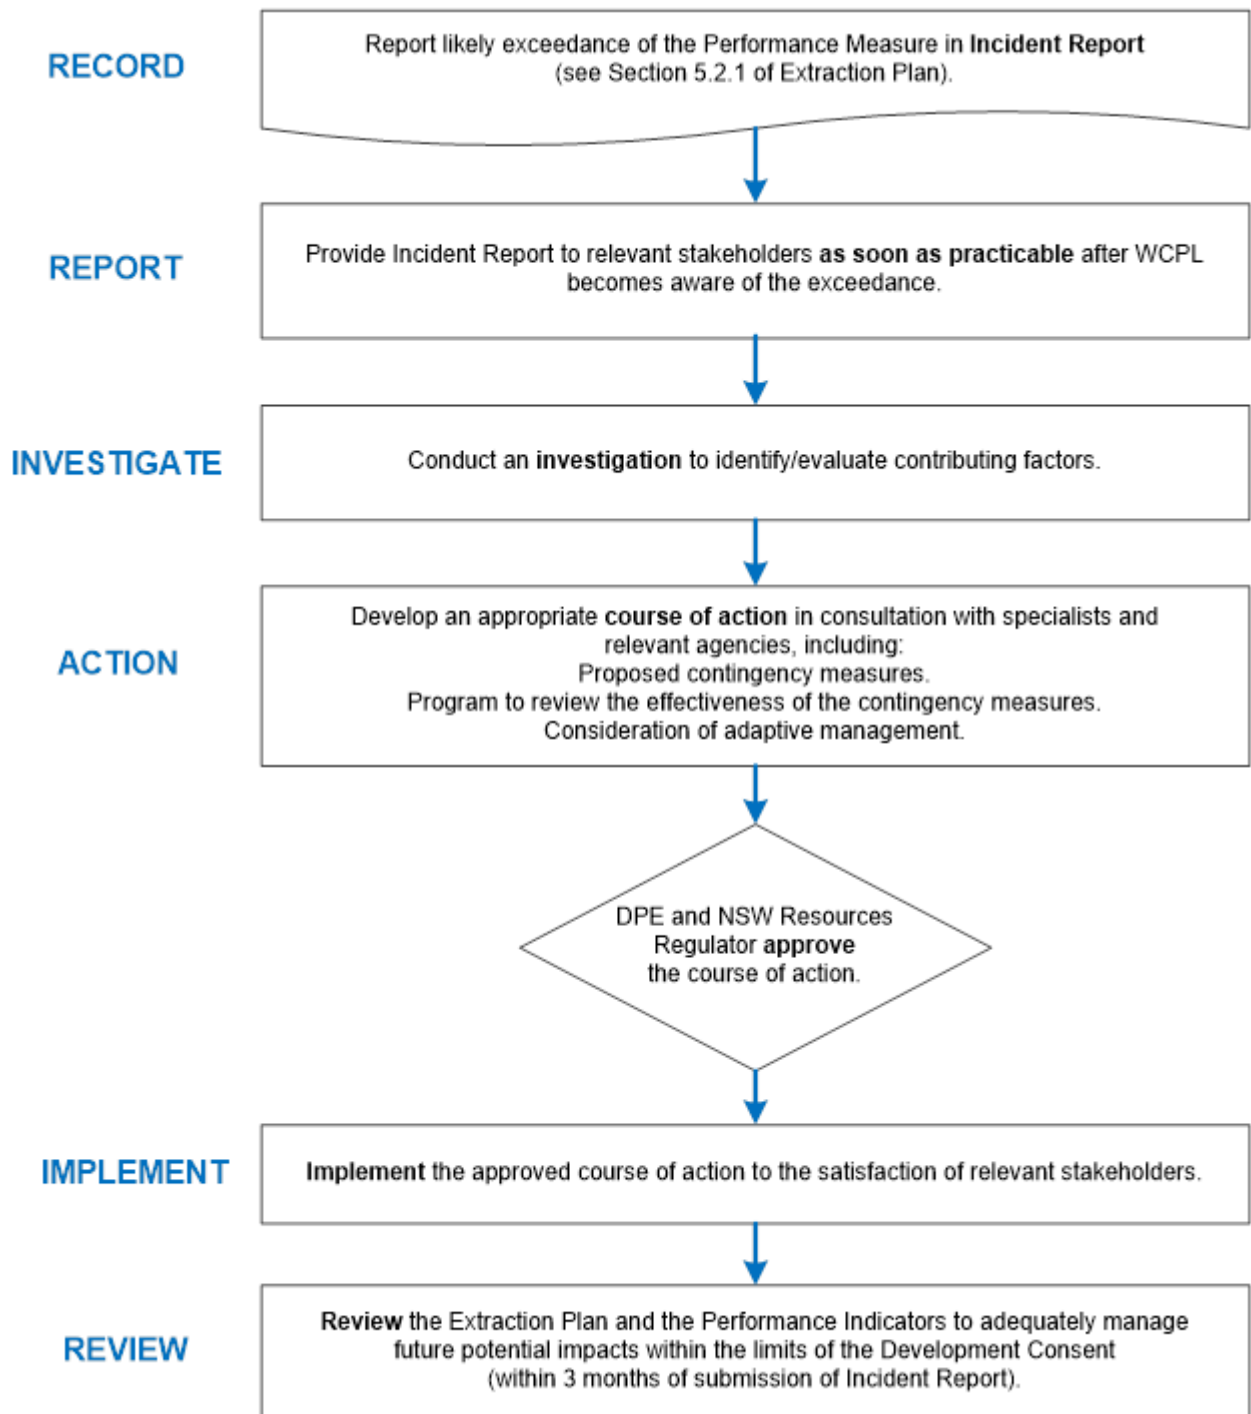 RECORD
Report likely exceedance of the Performance Measure in Incident Report
(see Section 5.2.1 of Extraction Plan).
REPORT
Provide Incident Report to relevant stakeholders as soon as practicable after WCPL
becomes aware of the exceedance.
INVESTIGATE
Conduct an investigation to identify/evaluate contributing factors.
ACTION
Develop an appropriate course of action in consultation with specialists and
relevant agencies, including:
Proposed contingency measures.
Program to review the effectiveness of the contingency measures.
Consideration of adaptive management.
DPE and NSW Resources
Regulator approve
the course of action.
IMPLEMENT
Implement the approved course of action to the satisfaction of relevant stakeholders.
REVIEW
Review the Extraction Plan and the Performance Indicators to adequately manage
future potential impacts within the limits of the Development Consent
(within 3 months of submission of Incident Report).